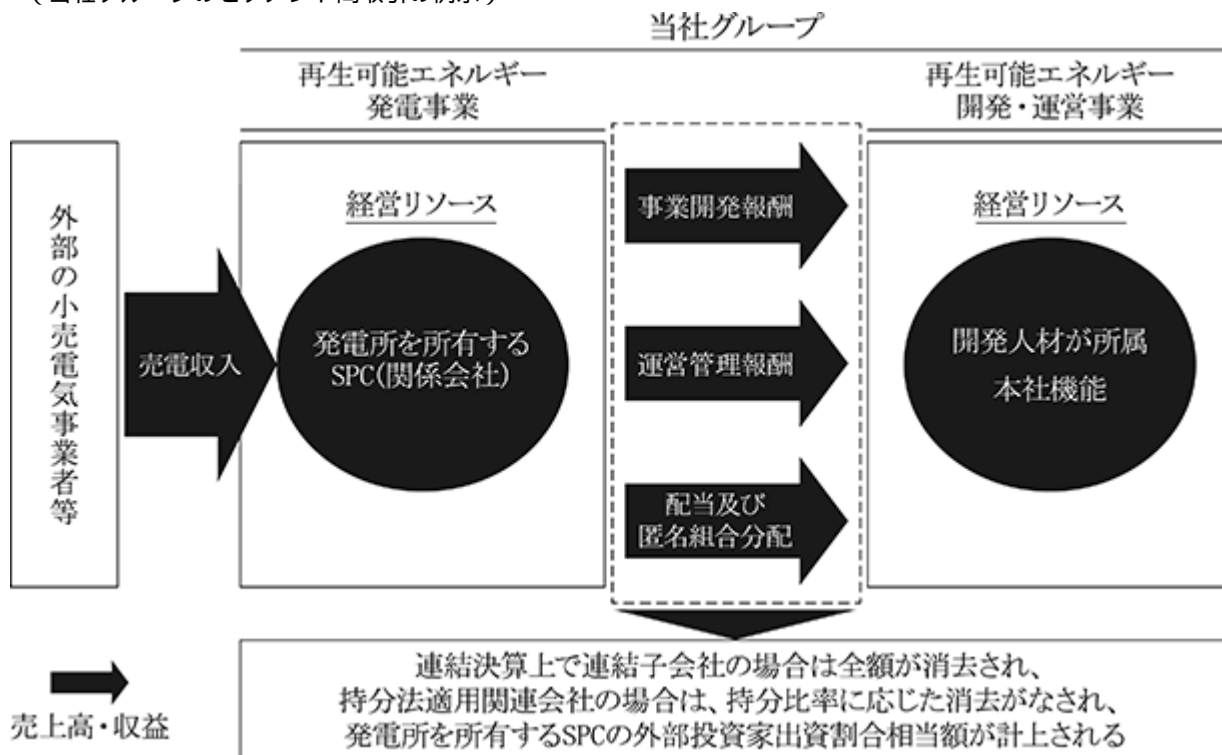 (当社グループのセグメント間取引の例示)
当社グループ
再生可能エネルギー
発電事業
再生可能エネルギー
開発・運営事業
外部の小売電気事業者等
売電収入
経営リソース
発電所を所有する
SPC(関係会社)
事業開発報酬
運営管理報酬
配当及び
匿名組合分配
経営リソース
開発人材が所属
本社機能
売上高・収益
連結決算上で連結子会社の場合は全額が消去され、
持分法適用関連会社の場合は、持分比率に応じた消去がなされ、
発電所を所有するSPCの外部投資家出資割合相当額が計上される